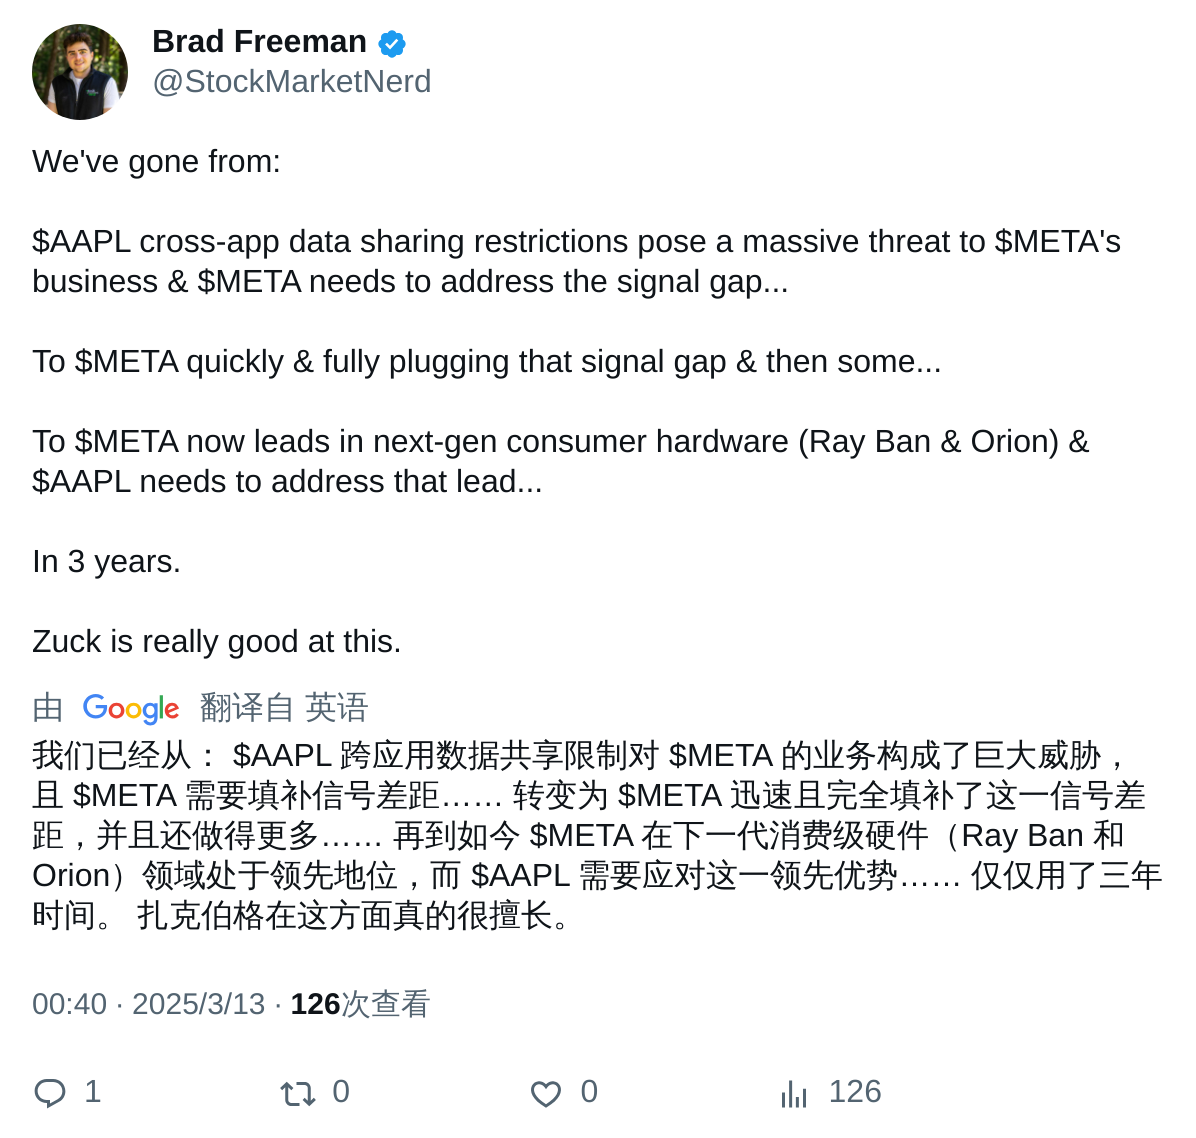 Brad Freeman
@StockMarketNerd
We've gone from:
$AAPL cross-app data sharing restrictions pose a massive threat to $META's
business & $META needs to address the signal gap...
To $META quickly & fully plugging that signal gap & then some...
To $META now leads in next-gen consumer hardware (Ray Ban & Orion) &
$AAPL needs to address that lead...
In 3 years.
Zuck is really good at this.
由 Google 翻译自 英语
我们已经从： $AAPL 跨应用数据共享限制对 $META 的业务构成了巨大威胁，
且 $META 需要填补信号差距…… 转变为 $META 迅速且完全填补了这一信号差
距，并且还做得更多…… 再到如今 $META 在下一代消费级硬件（Ray Ban 和
Orion）领域处于领先地位，而 $AAPL 需要应对这一领先优势…… 仅仅用了三年
时间。 扎克伯格在这方面真的很擅长。
00:40 · 2025/3/13 · 126次查看
1 0 0 126